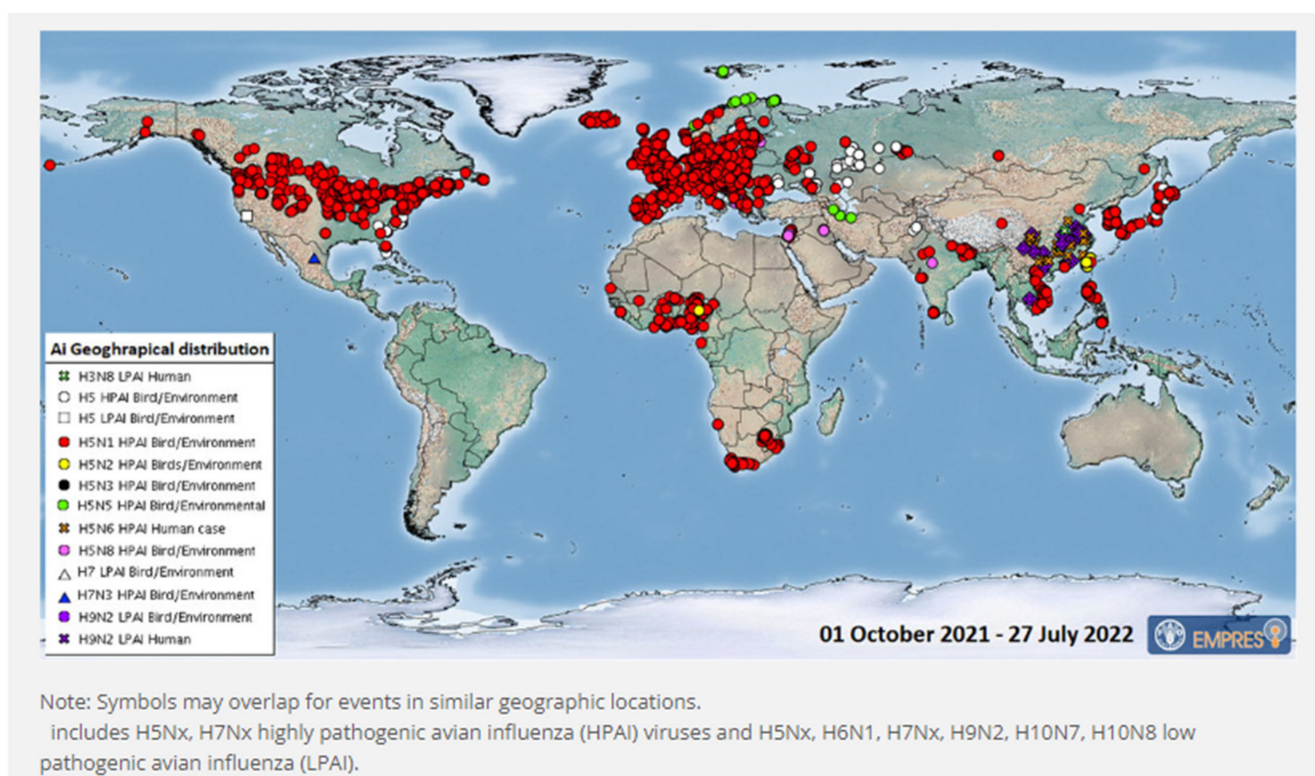 Ai Geoghrapical distribution
H3N8 LPAI Human
H5 HPAI Bird/Environment
H5 LPAI Bird/Environment
H5N1 HPAI Bird/Environment
H5N2 HPAI Birds/Environment
H5N3 HPAI Bird/Environment
H5N5 HPAI Bird/Environmental
H5N6 HPAI Human case
H5N8 HPAI Bird/Environment
H7 LPAI Bird/Environment
H7N3 HPAI Bird/Environment
H9N2 LPAI Bird/Environment
H9N2 LPAI Human
01 October 2021 - 27 July 2022
EMPRES i
Note: Symbols may overlap for events in similar geographic locations.
includes H5Nx, H7Nx highly pathogenic avian influenza (HPAI) viruses and H5Nx, H6N1, H7Nx, H9N2, H10N7, H10N8 low
pathogenic avian influenza (LPAI).